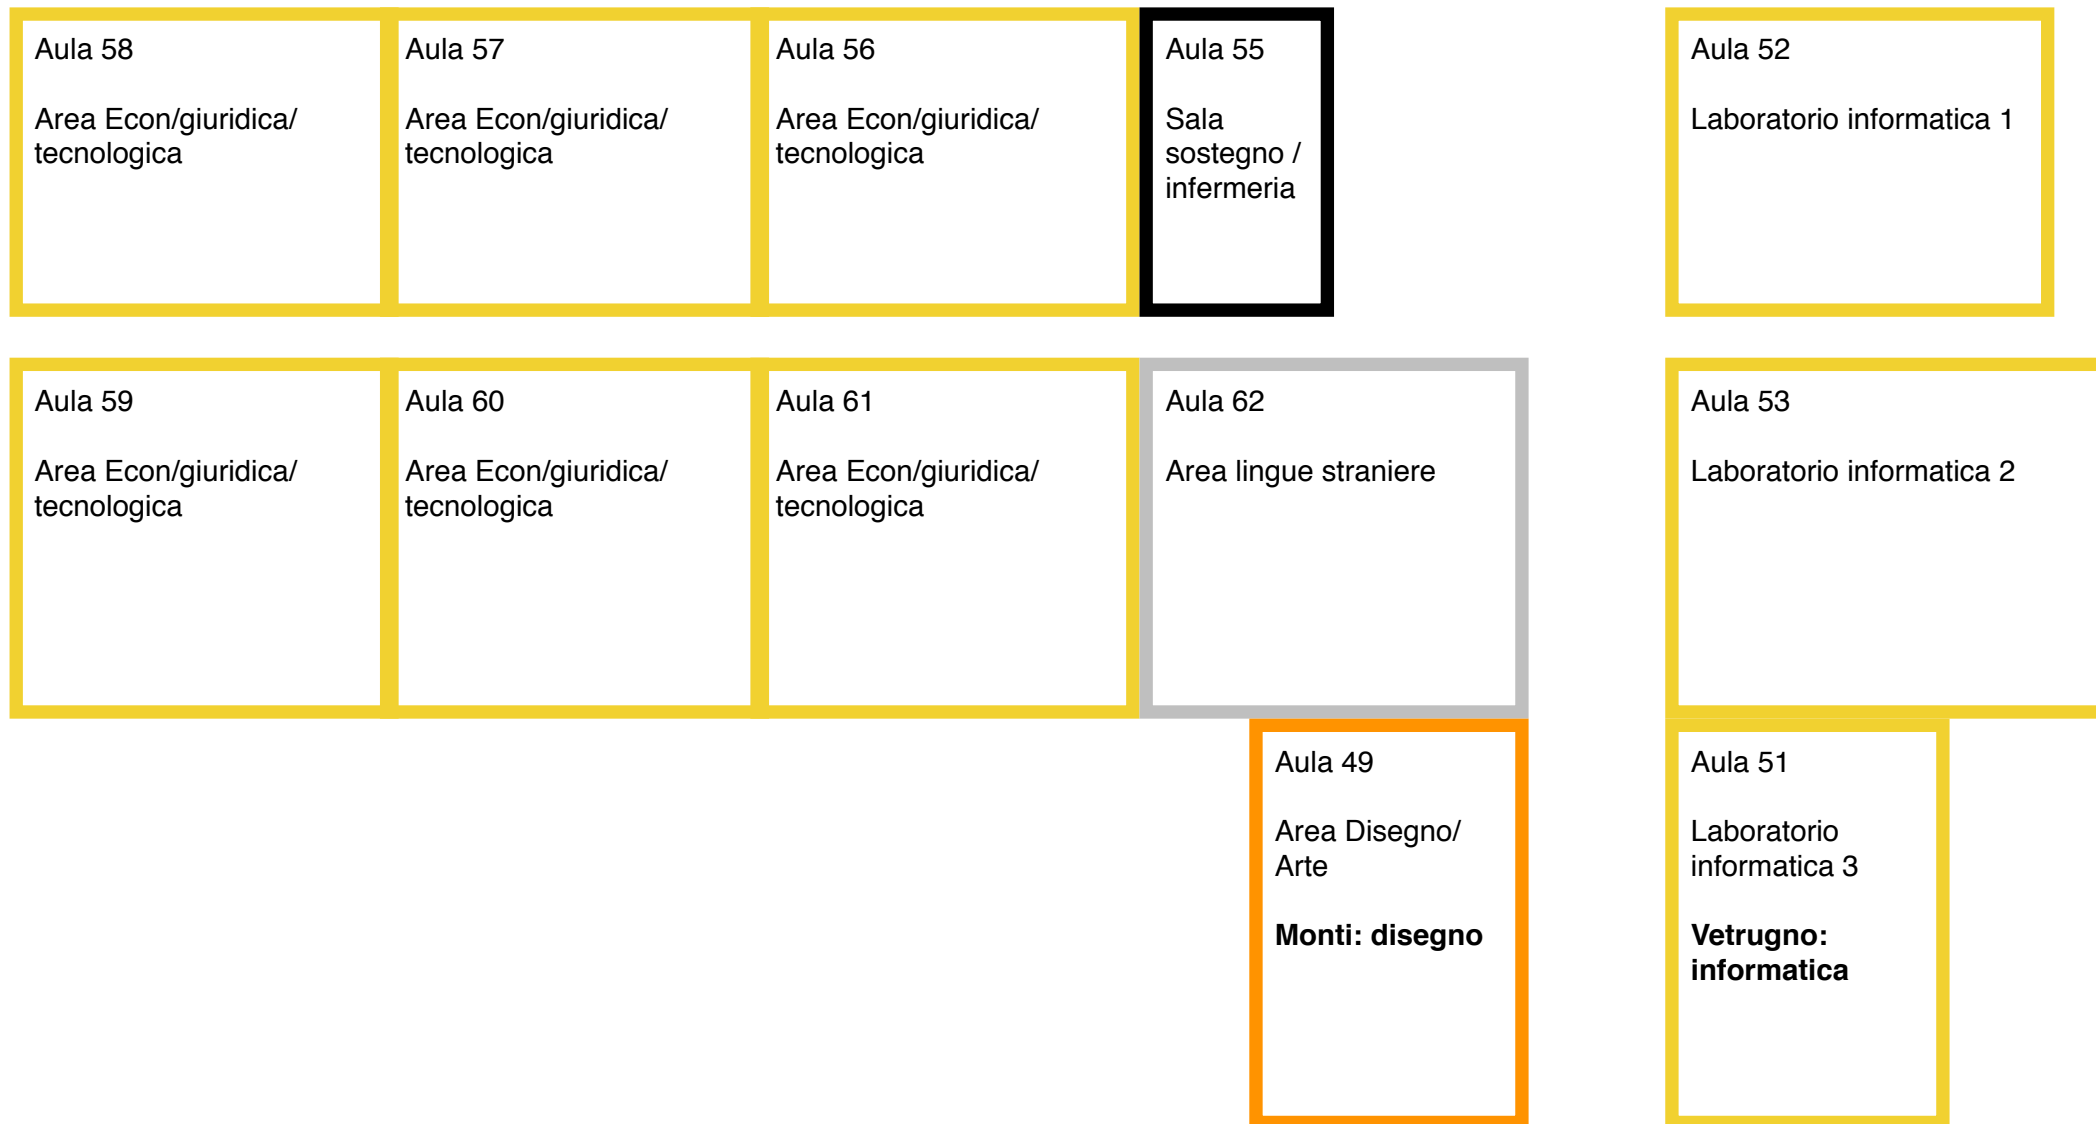 Aula 58
Area Econ/giuridica/
tecnologica
Aula 57
Area Econ/giuridica/
tecnologica
Aula 56
Area Econ/giuridica/
tecnologica
Aula 55
Sala
sostegno /
infermeria
Aula 52
Laboratorio informatica 1
Aula 59
Area Econ/giuridica/
tecnologica
Aula 60
Area Econ/giuridica/
tecnologica
Aula 61
Area Econ/giuridica/
tecnologica
Aula 62
Area lingue straniere
Aula 53
Laboratorio informatica 2
Aula 49
Area Disegno/
Arte
Monti: disegno
Aula 51
Laboratorio
informatica 3
Vetrugno:
informatica